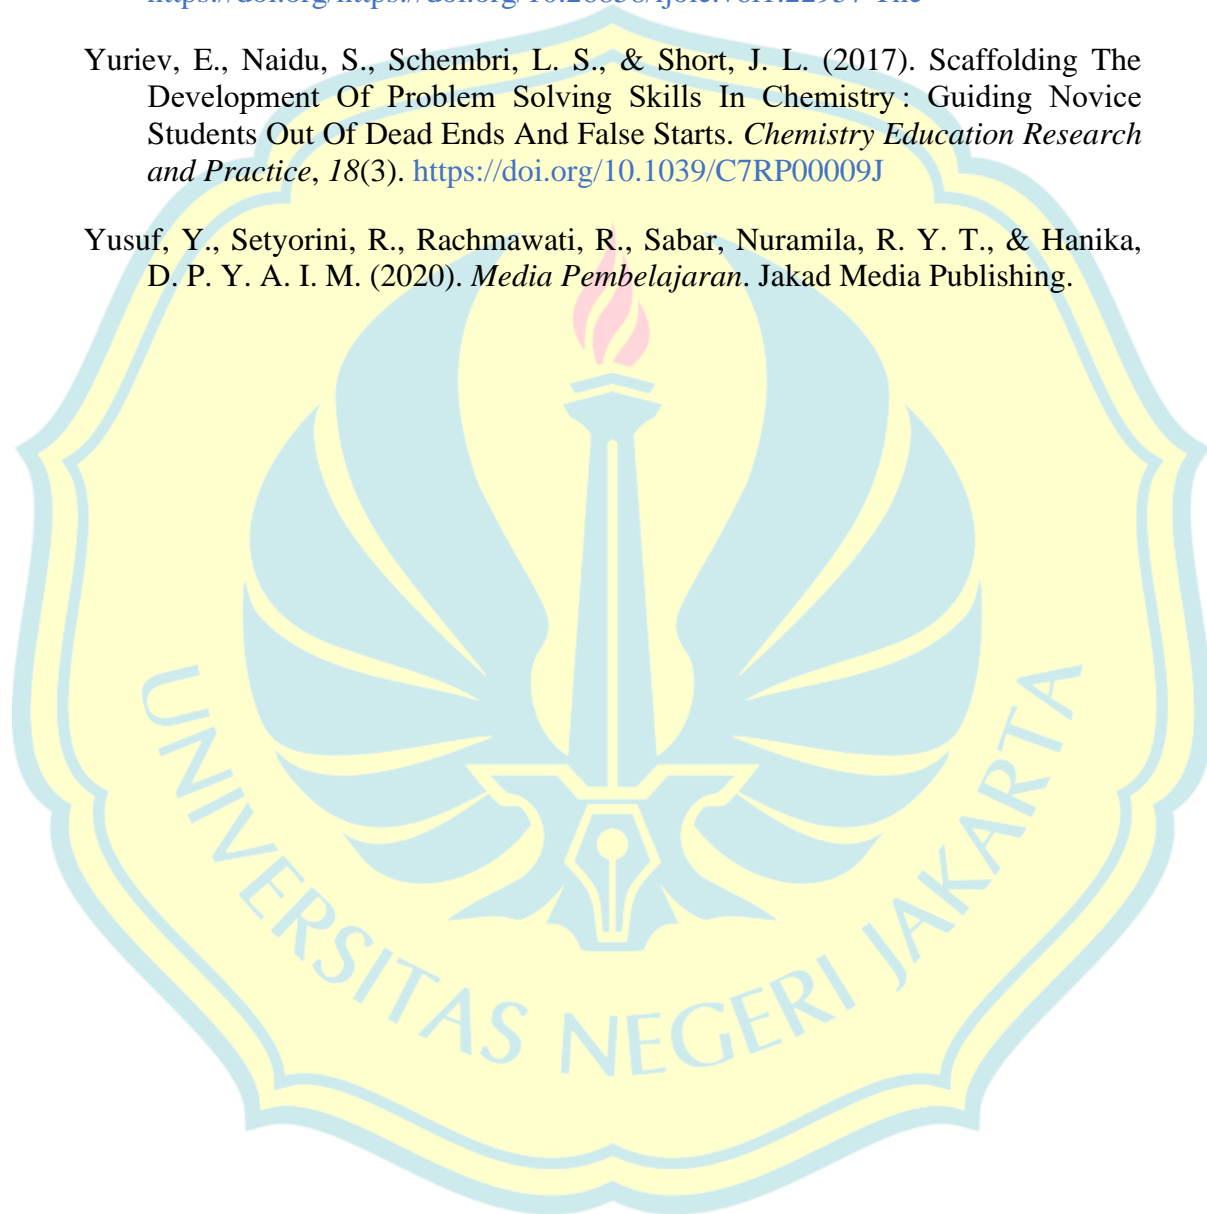 Yuriev, E., Naidu, S., Schembri, L. S., & Short, J. L. (2017). Scaffolding The
Development Of Problem Solving Skills In Chemistry : Guiding Novice
Students Out Of Dead Ends And False Starts. Chemistry Education Research
and Practice, 18(3). https://doi.org/10.1039/C7RP00009J
Yusuf, Y., Setyorini, R., Rachmawati, R., Sabar, Nuramila, R. Y. T., & Hanika,
D. P. Y. A. I. M. (2020). Media Pembelajaran. Jakad Media Publishing.
UNIVERSITAS NEGERI JAKARTA